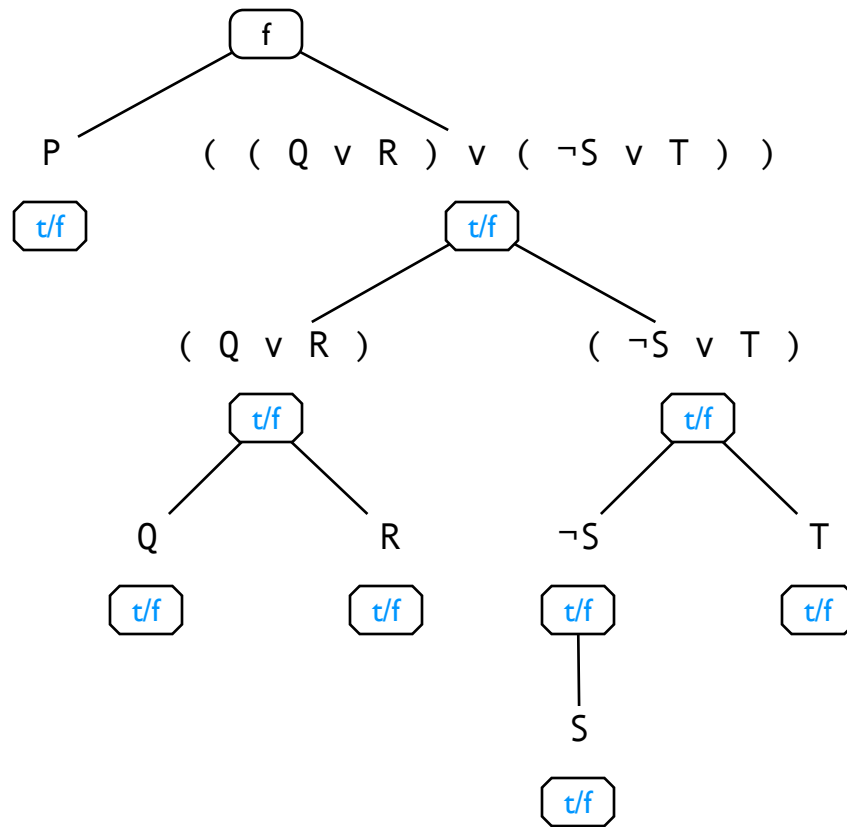 f
P ( ( Q v R ) v ( ¬S v T ) )
t/f t/f
( Q v R ) ( ¬S v T )
t/f t/f
Q R ¬S T
t/f t/f t/f t/f
S
t/f